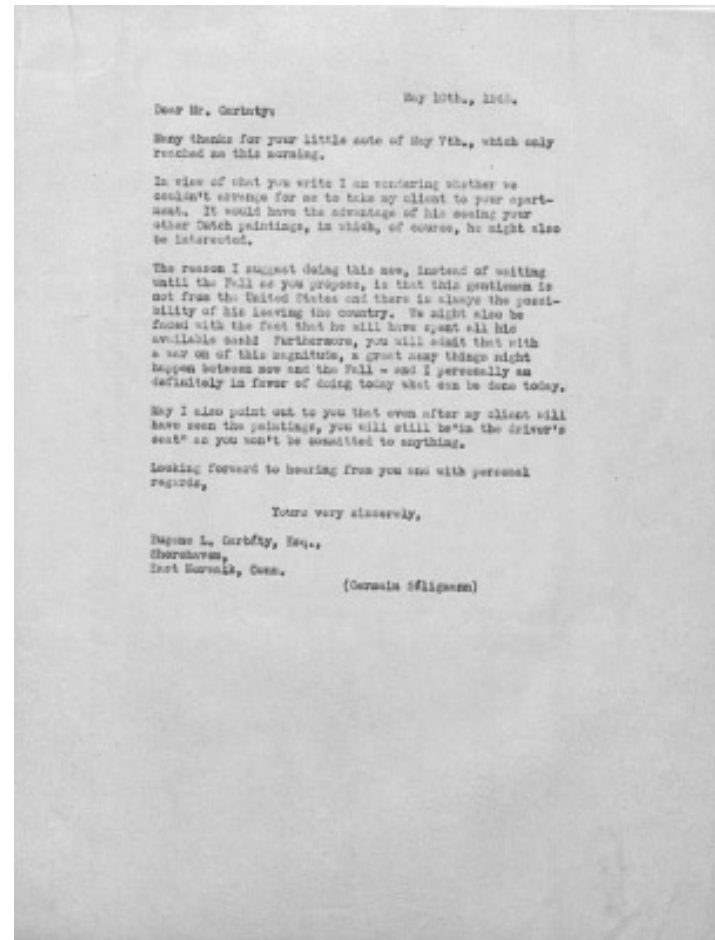 May 10th., 1943.
Dear Mr. Garbaty:
Many thanks for your little note of May 7th., which only
reached me this morning.
In view of what you write I am wondering whether we
couldn't arrange for me to take my client to your apart-
ment. It would have the advantage of his seeing your
other Dutch paintings, in which, of course, he might also
be interested.
The reason I suggest doing this now, instead of waiting
until the Fall as you propose, is that this gentleman is
not from the United States and there is always the possi-
bility of his leaving the country. We might also be
faced with the fact that he will have spent all his
available cash! Furthermore, you will admit that with
a war on of this magnitude, a great many things might
happen between now and the Fall - and I personally am
definitely in favor of doing today what can be done today.
May I also point out to you that even after my client will
have seen the paintings, you will still be"in the driver's
seat" as you won't be committed to anything.
Looking forward to hearing from you and with personal
regards,
Yours very sincerely,
Eugene L. Garbáty, Esq.,
Shorehaven,
East Norwalk, Conn.
(Germain Séligmann)